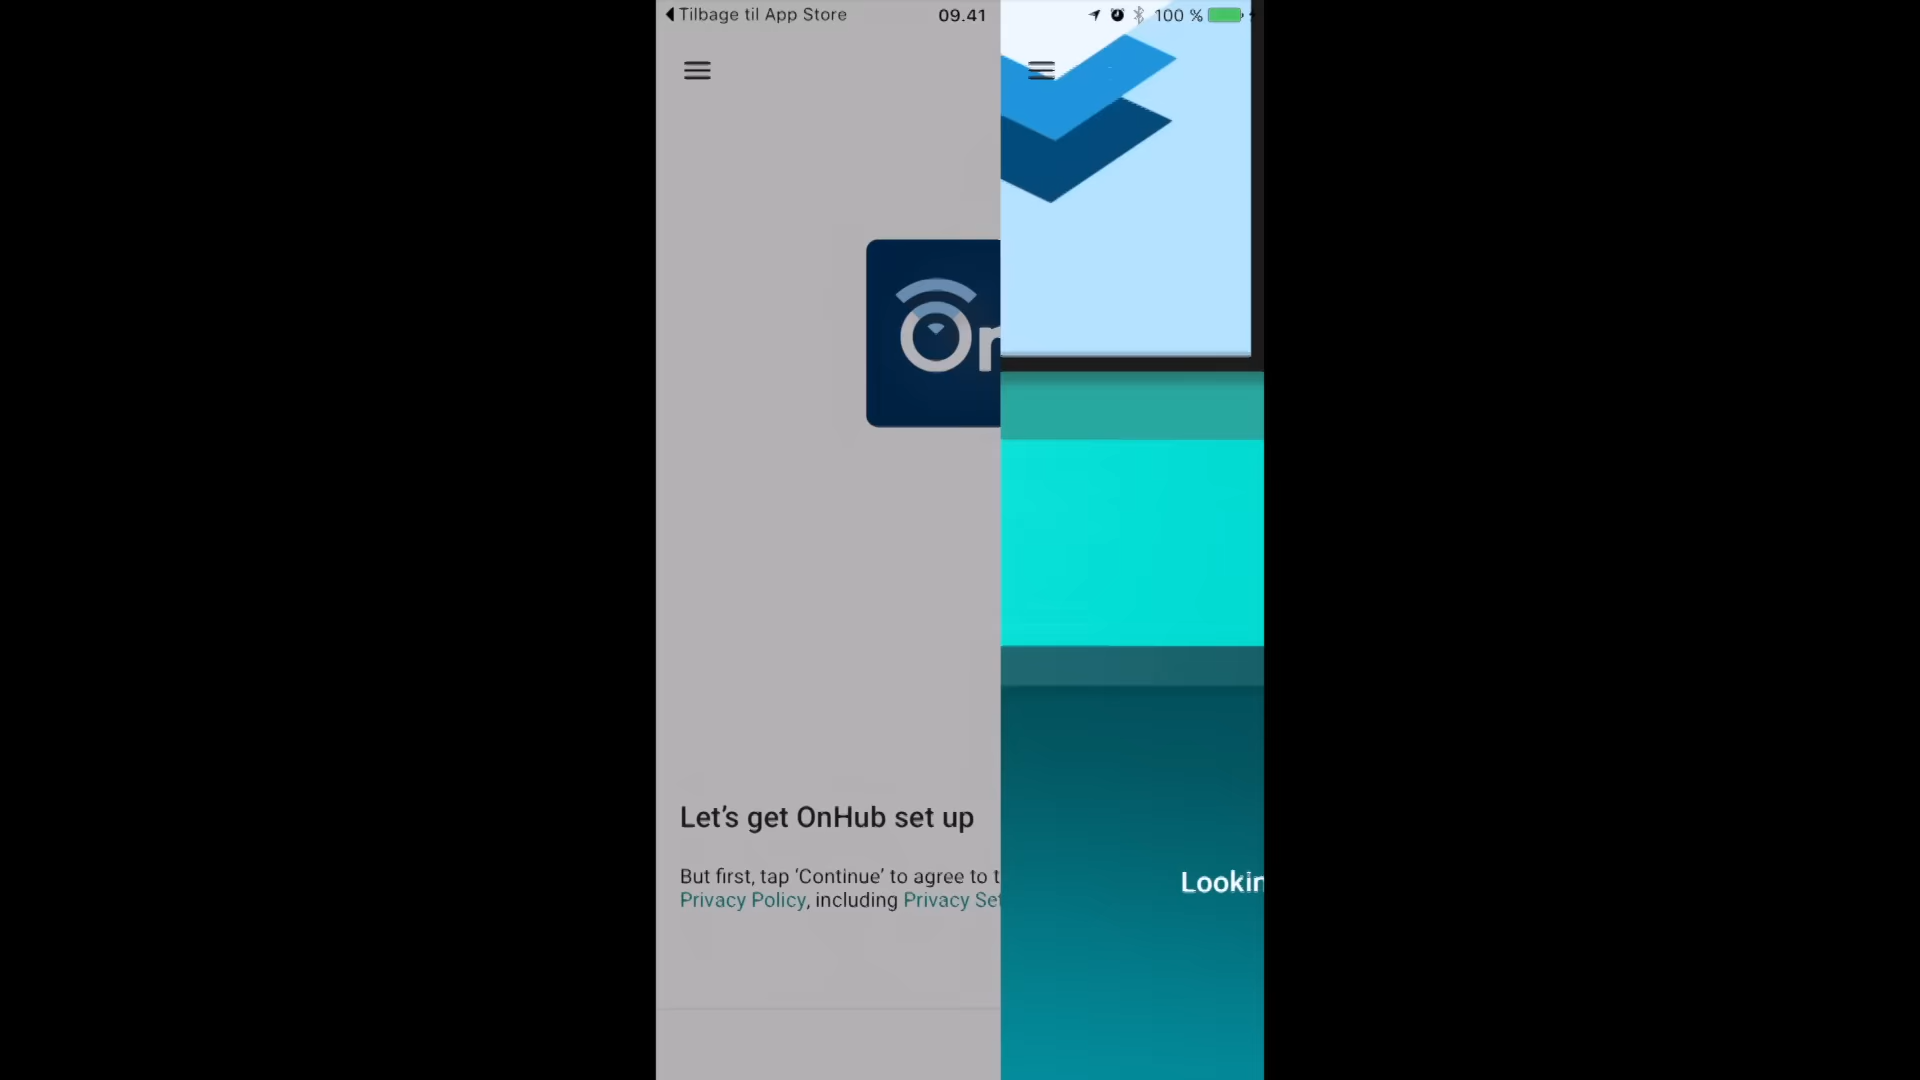 Tilbage til App Store 09.41 100 %
On
Let’s get OnHub set up
But first, tap ‘Continue’ to agree to
Privacy Policy, including Privacy
Lookin